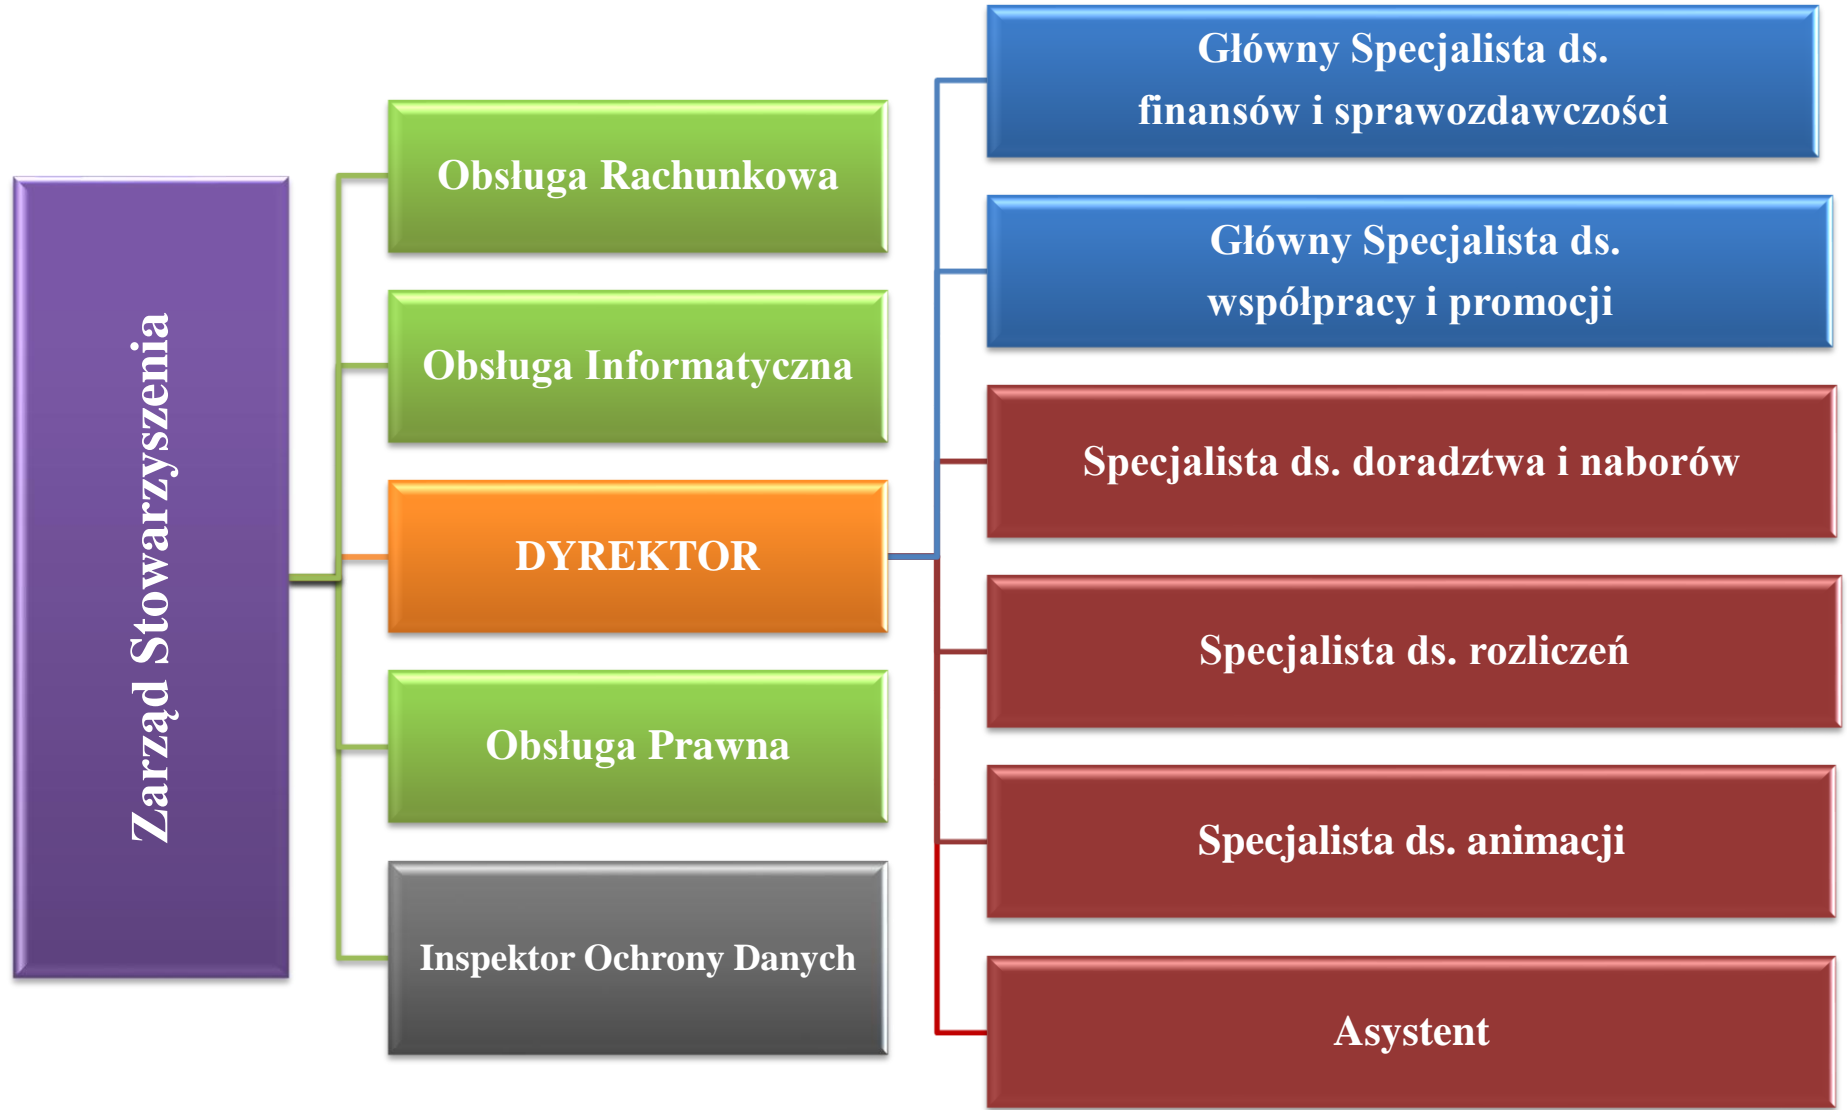 Zarząd Stowarzyszenia
Obsługa Rachunkowa
Obsługa Informatyczna
DYREKTOR
Obsługa Prawna
Inspektor Ochrony Danych
Główny Specjalista ds.
finansów i sprawozdawczości
Główny Specjalista ds.
współpracy i promocji
Specjalista ds. doradztwa i naborów
Specjalista ds. rozliczeń
Specjalista ds. animacji
Asystent